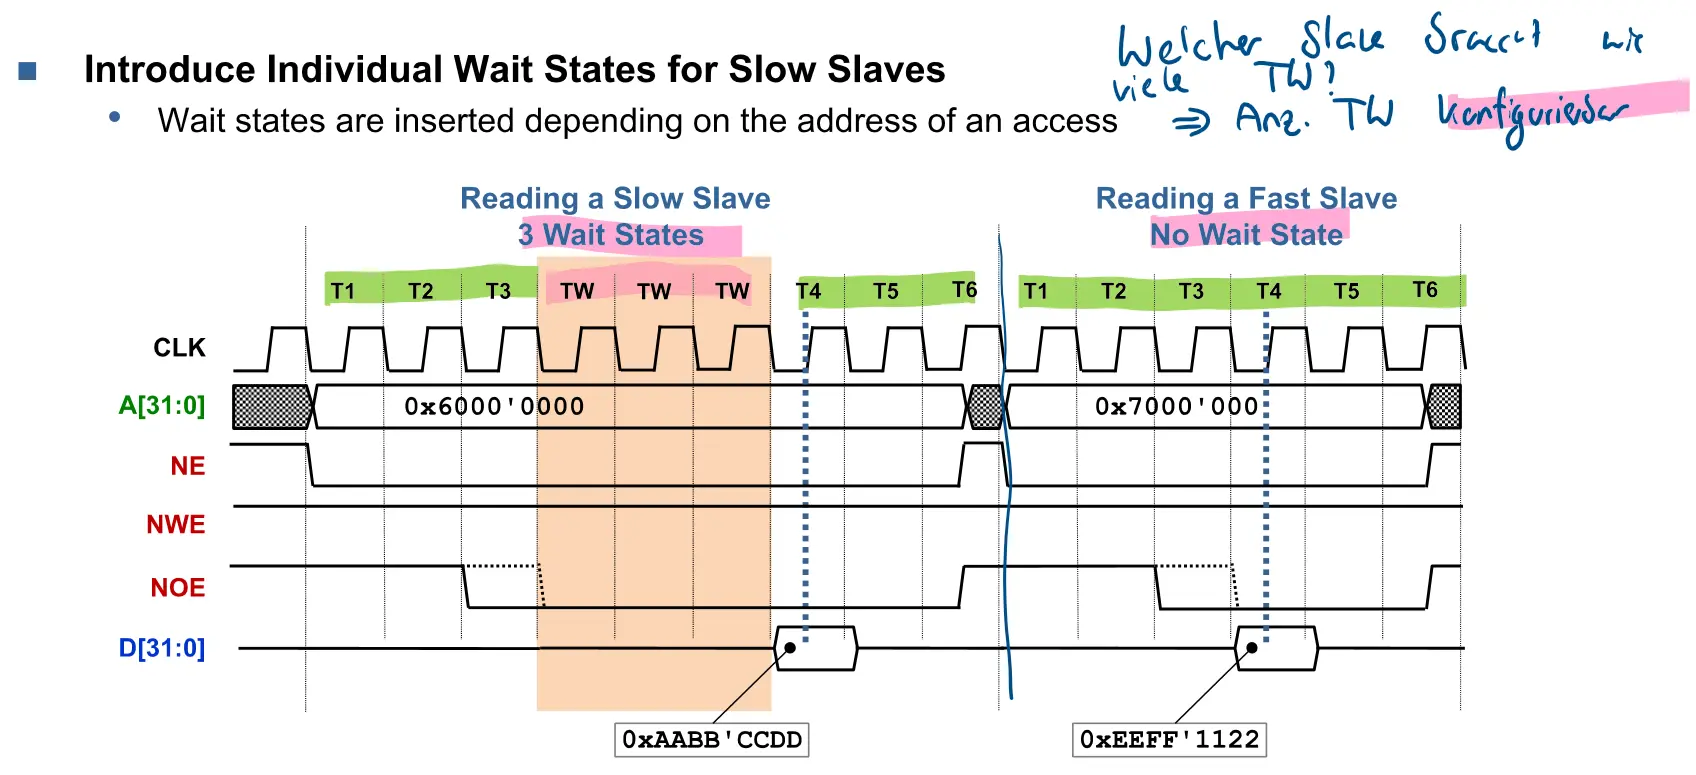 Welcher Slave braucht wie
viele TW?
■ Introduce Individual Wait States for Slow Slaves
• Wait states are inserted depending on the address of an access
⇒ Anz. TW konfigurierbar
Reading a Slow Slave
3 Wait States
Reading a Fast Slave
No Wait State
T1 T2 T3 TW TW TW T4 T5 T6 T1 T2 T3 T4 T5 T6
CLK
A[31:0] 0x6000'0000 0x7000'000
NE
NWE
NOE
D[31:0]
0xAABB'CCDD 0xEEFF'1122